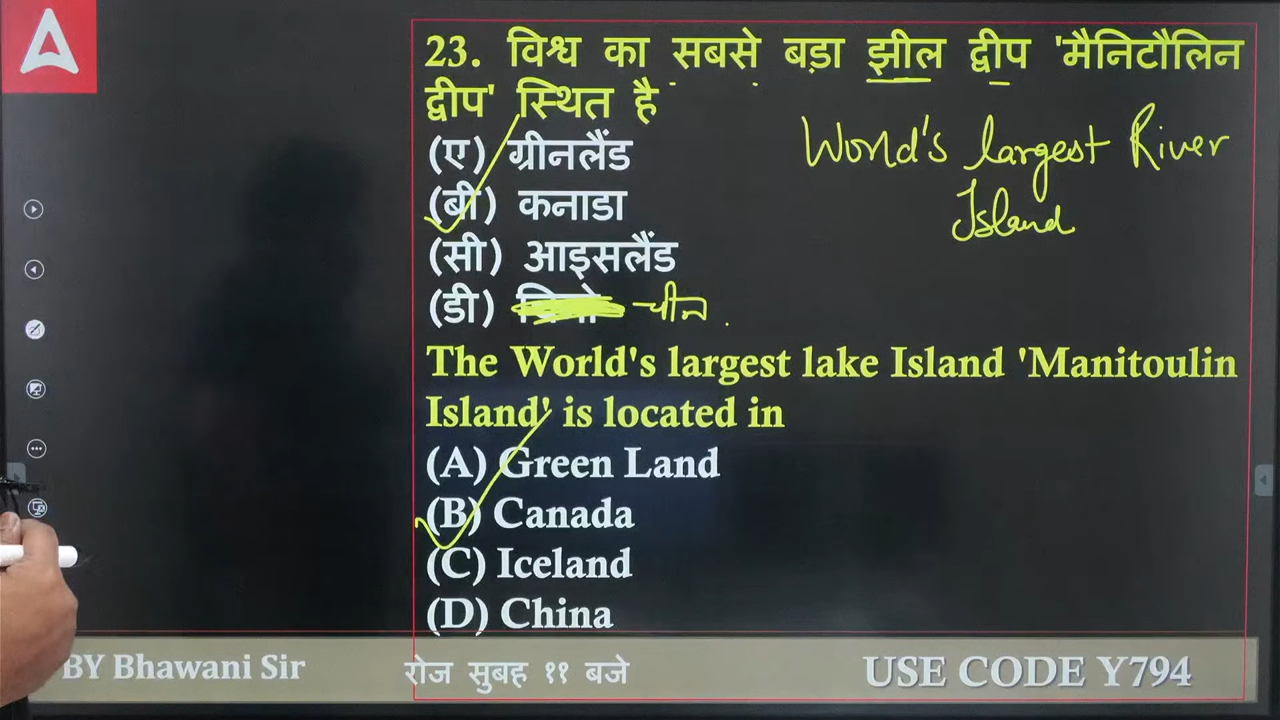 23. विश्व का सबसे बड़ा झील द्वीप 'मैनिटौलिन
द्वीप' स्थित है
(ए) ग्रीनलैंड
(बी) कनाडा
(सी) आइसलैंड
(डी) चीन
World's largest River
Island
The World's largest lake Island 'Manitoulin
Island' is located in
(A) Green Land
(B) Canada
(C) Iceland
(D) China
BY Bhawani Sir
रोज सुबह ११ बजे
USE CODE Y794